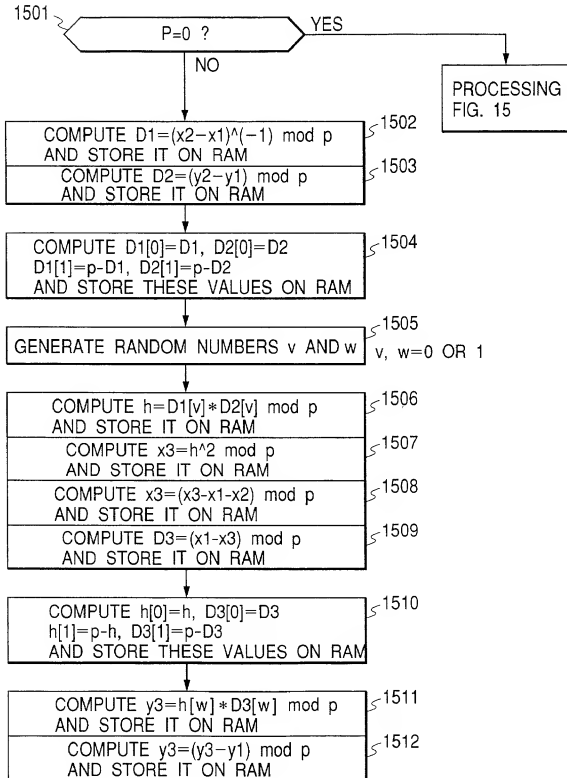 1501
P=0 ?
YES
NO
PROCESSING
FIG. 15
1502
COMPUTE D1=(x2-x1)^(-1) mod p
AND STORE IT ON RAM
1503
COMPUTE D2=(y2-y1) mod p
AND STORE IT ON RAM
1504
COMPUTE D1[0]=D1, D2[0]=D2
D1[1]=p-D1, D2[1]=p-D2
AND STORE THESE VALUES ON RAM
1505
GENERATE RANDOM NUMBERS v AND w
v, w=0 OR 1
1506
COMPUTE h=D1[v]*D2[v] mod p
AND STORE IT ON RAM
1507
COMPUTE x3=h^2 mod p
AND STORE IT ON RAM
1508
COMPUTE x3=(x3-x1-x2) mod p
AND STORE IT ON RAM
1509
COMPUTE D3=(x1-x3) mod p
AND STORE IT ON RAM
1510
COMPUTE h[0]=h, D3[0]=D3
h[1]=p-h, D3[1]=p-D3
AND STORE THESE VALUES ON RAM
1511
COMPUTE y3=h[w]*D3[w] mod p
AND STORE IT ON RAM
1512
COMPUTE y3=(y3-y1) mod p
AND STORE IT ON RAM